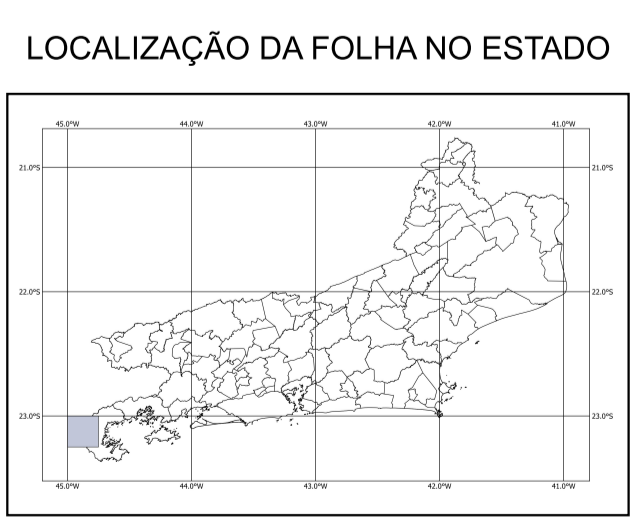 LOCALIZAÇÃO DA FOLHA NO ESTADO
45.0°W 44.0°W 43.0°W 42.0°W 41.0°W
21.0°S 21.0°S
22.0°S 22.0°S
23.0°S 23.0°S
45.0°W 44.0°W 43.0°W 42.0°W 41.0°W